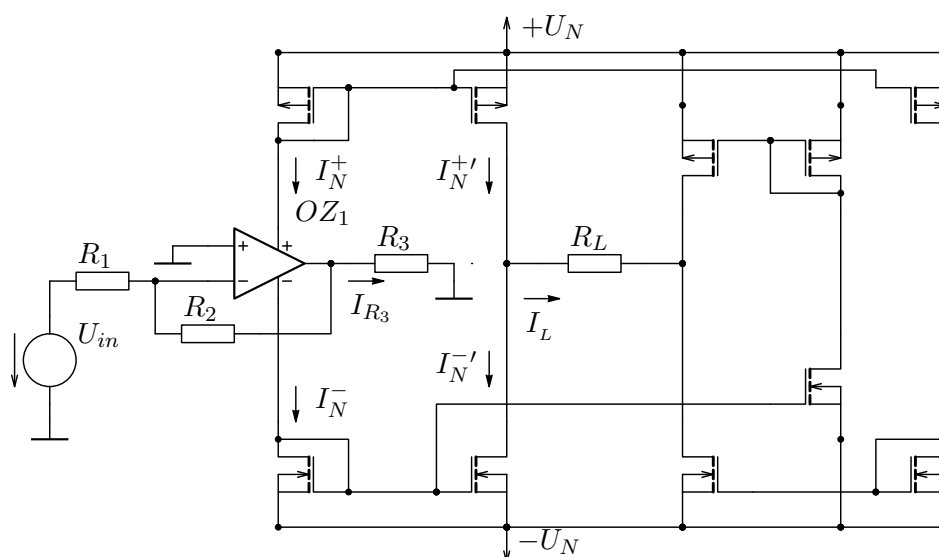 +U_N
I_N^+
I_N^+′
OZ_1
+
+
−
−
R_1
R_3
R_L
R_2
I_{R_3}
I_L
U_{in}
I_N^-
I_N^-′
−U_N